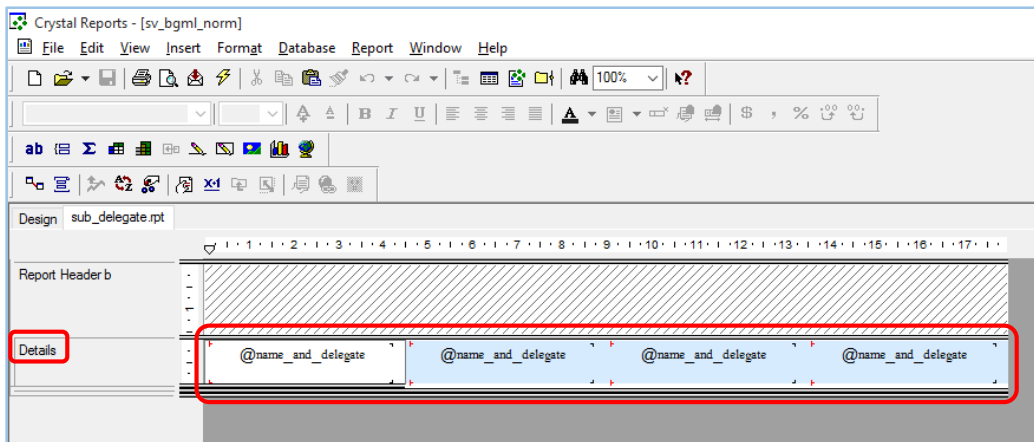 Crystal Reports - [sv_bgml_norm]
File Edit View Insert Format Database Report Window Help
100%
B I U A $ , %
ab Σ
Design sub_delegate.rpt
1 2 3 4 5 6 7 8 9 10 11 12 13 14 15 16 17
Report Header b
1
Details
@name_and_delegate @name_and_delegate @name_and_delegate @name_and_delegate